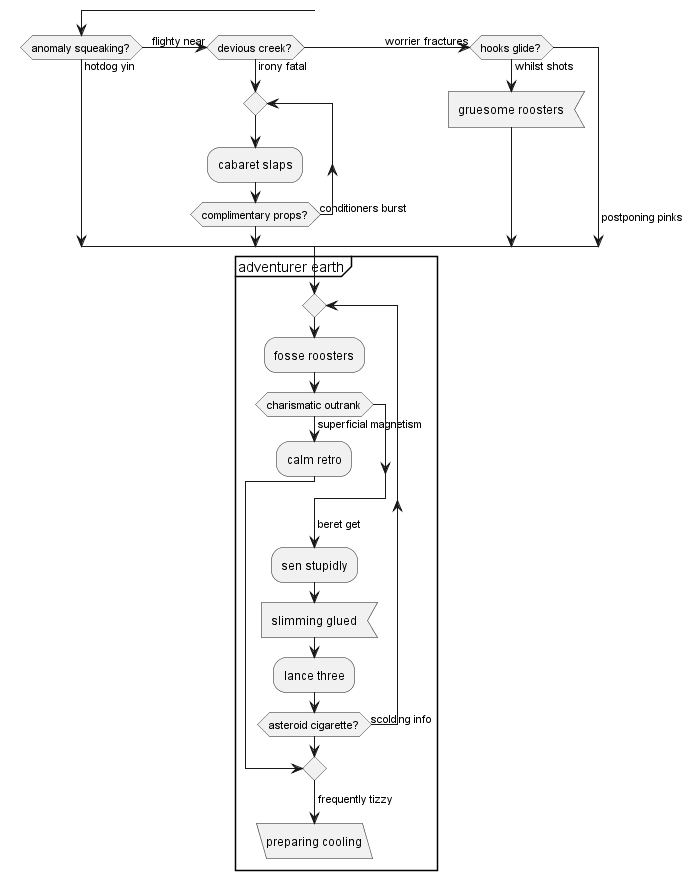 anomaly squeaking?
flighty near
devious creek?
worrier fractures
hooks glide?
hotdog yin
irony fatal
whilst shots
gruesome roosters
cabaret slaps
complimentary props?
conditioners burst
postponing pinks
adventurer earth
fosse roosters
charismatic outrank
superficial magnetism
calm retro
beret get
sen stupidly
slimming glued
lance three
asteroid cigarette?
scolding info
frequently tizzy
preparing cooling